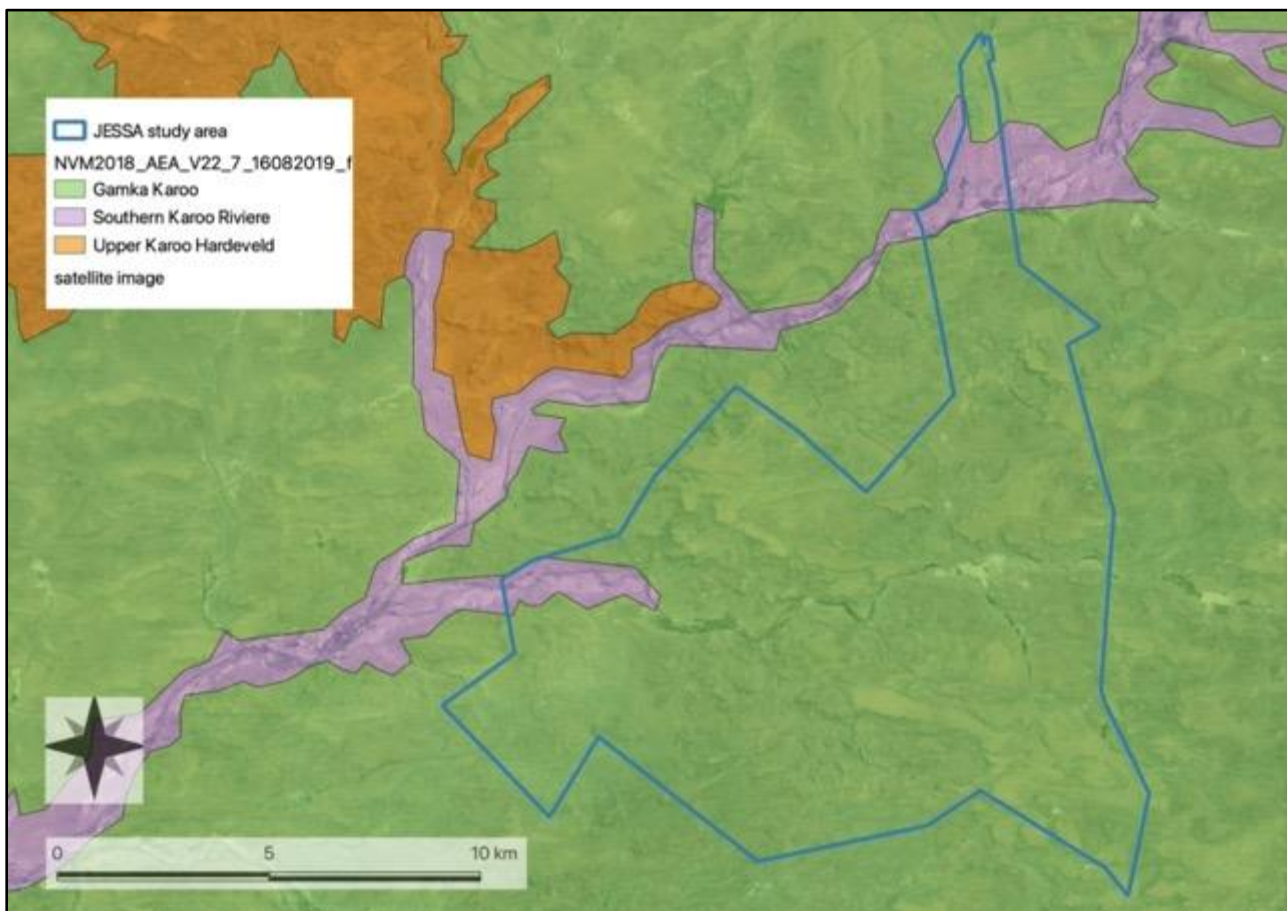 JESSA study area
NVM2018_AEA_V22_7_16082019_f
Gamka Karoo
Southern Karoo Riviere
Upper Karoo Hardeveld
satellite image
0 5 10 km